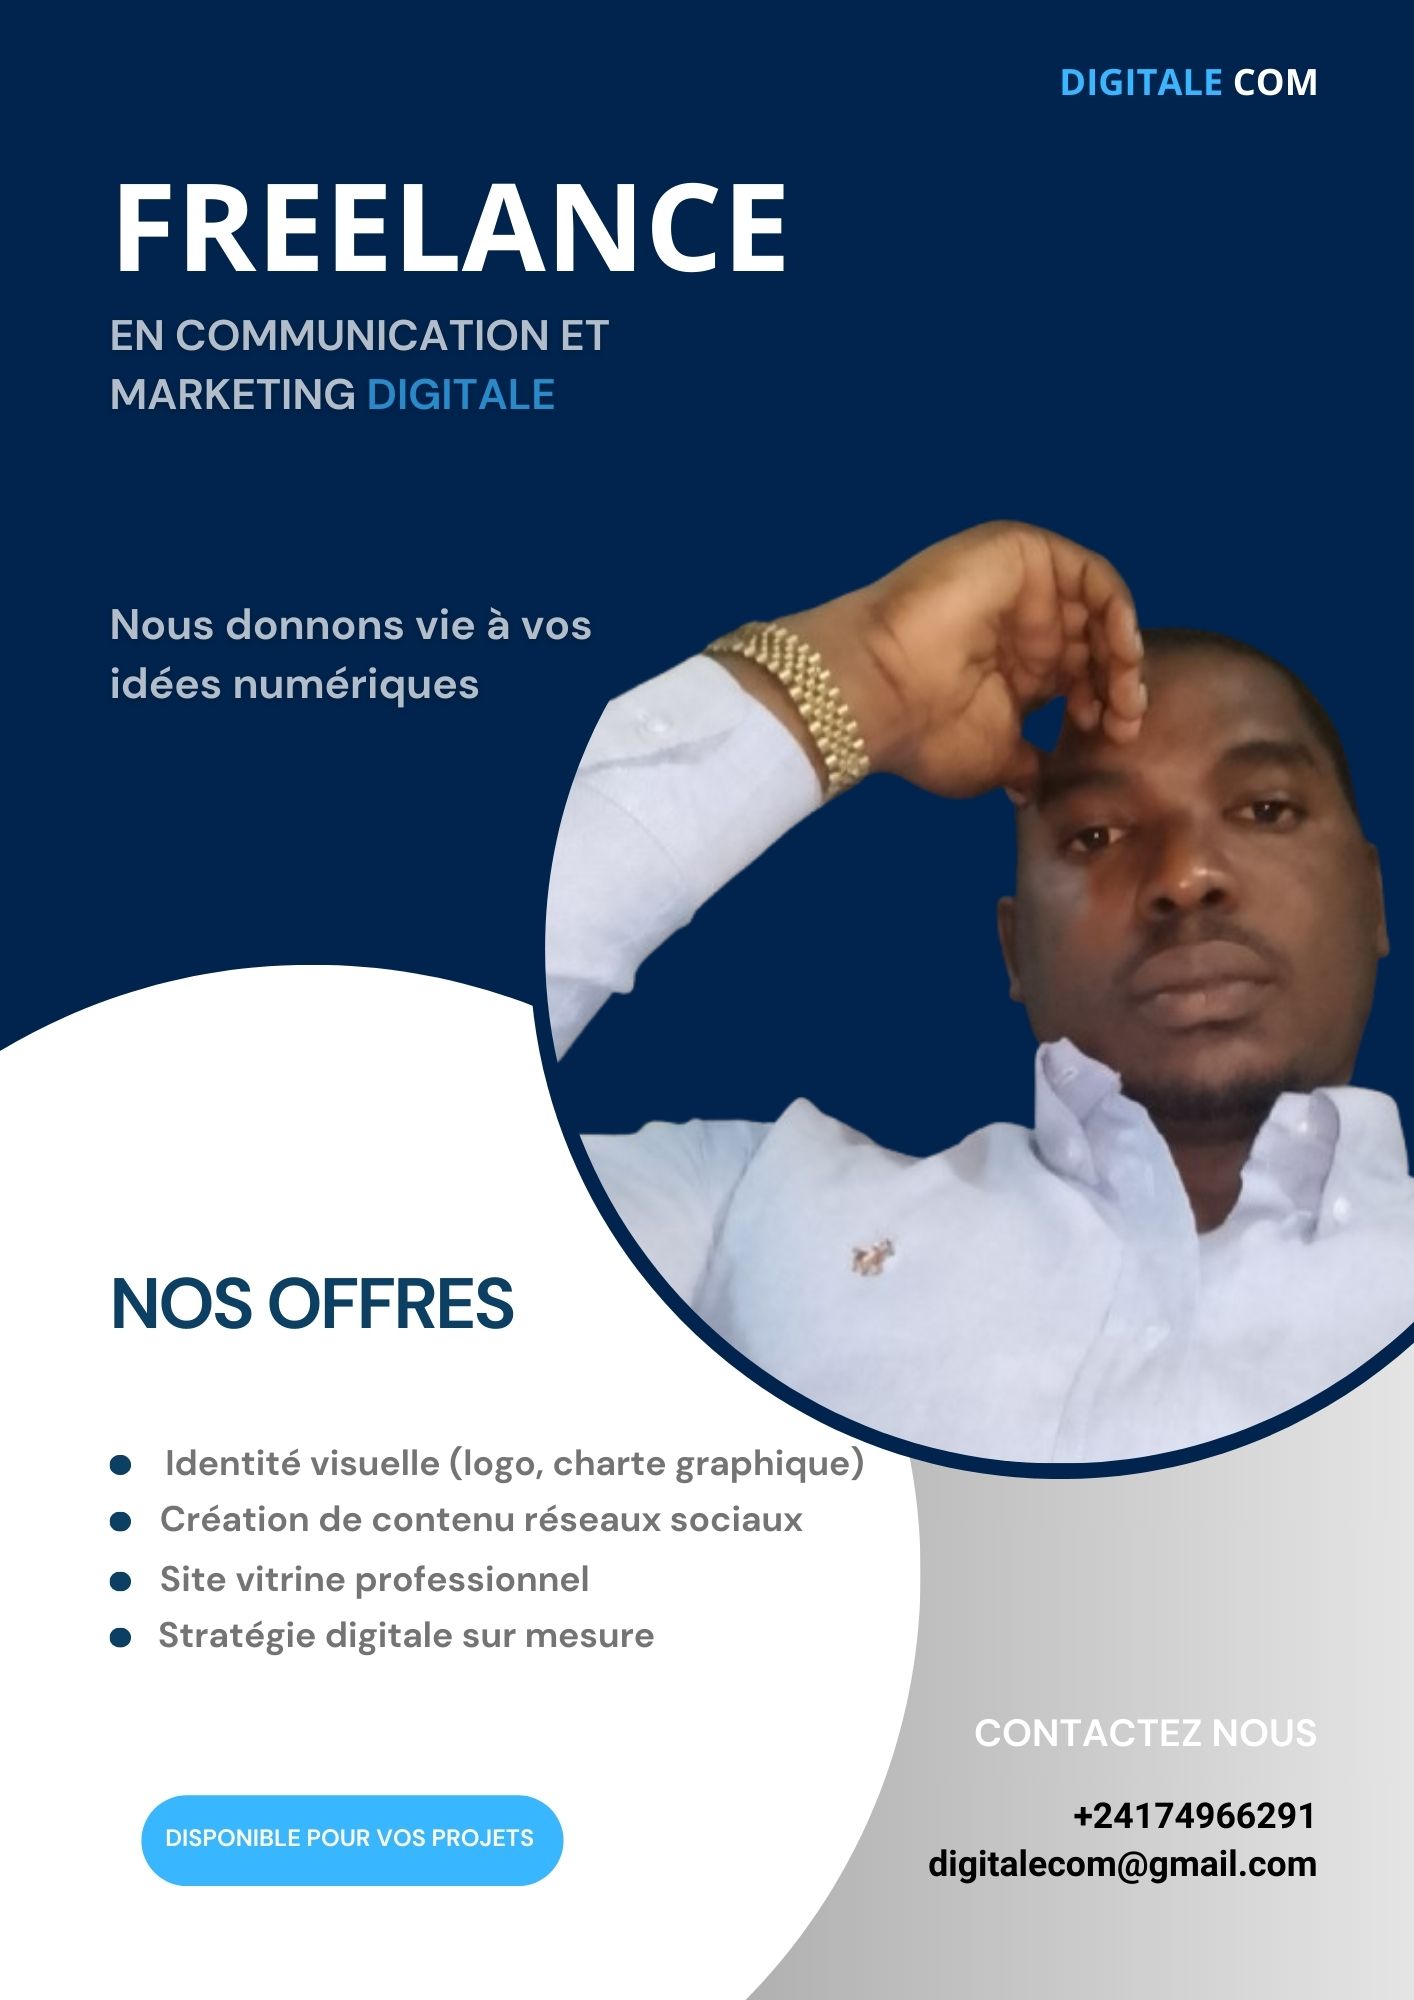 DIGITALE COM
FREELANCE
EN COMMUNICATION ET
MARKETING DIGITALE
Nous donnons vie à vos
idées numériques
NOS OFFRES
Identité visuelle (logo, charte graphique)
Création de contenu réseaux sociaux
Site vitrine professionnel
Stratégie digitale sur mesure
DISPONIBLE POUR VOS PROJETS
CONTACTEZ NOUS
+24174966291
digitalecom@gmail.com